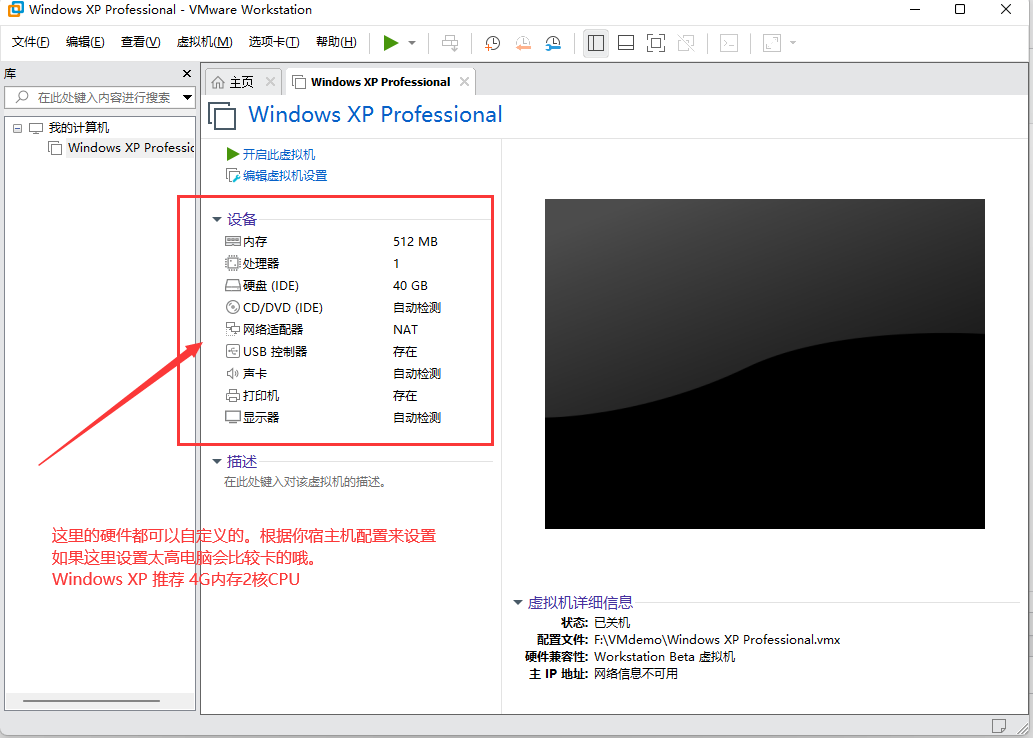 Windows XP Professional - VMware Workstation
文件(F) 编辑(E) 查看(V) 虚拟机(M) 选项卡(T) 帮助(H)
库
在此处键入内容进行搜索
我的计算机
Windows XP Professic
主页
Windows XP Professional
Windows XP Professional
开启此虚拟机
编辑虚拟机设置
设备
内存 512 MB
处理器 1
硬盘 (IDE) 40 GB
CD/DVD (IDE) 自动检测
网络适配器 NAT
USB 控制器 存在
声卡 自动检测
打印机 存在
显示器 自动检测
描述
在此处键入对该虚拟机的描述。
这里的硬件都可以自定义的。根据你宿主机配置来设置
如果这里设置太高电脑会比较卡的哦。
Windows XP 推荐 4G内存2核CPU
虚拟机详细信息
状态: 已关机
配置文件: F:\VMdemo\Windows XP Professional.vmx
硬件兼容性: Workstation Beta 虚拟机
主 IP 地址: 网络信息不可用